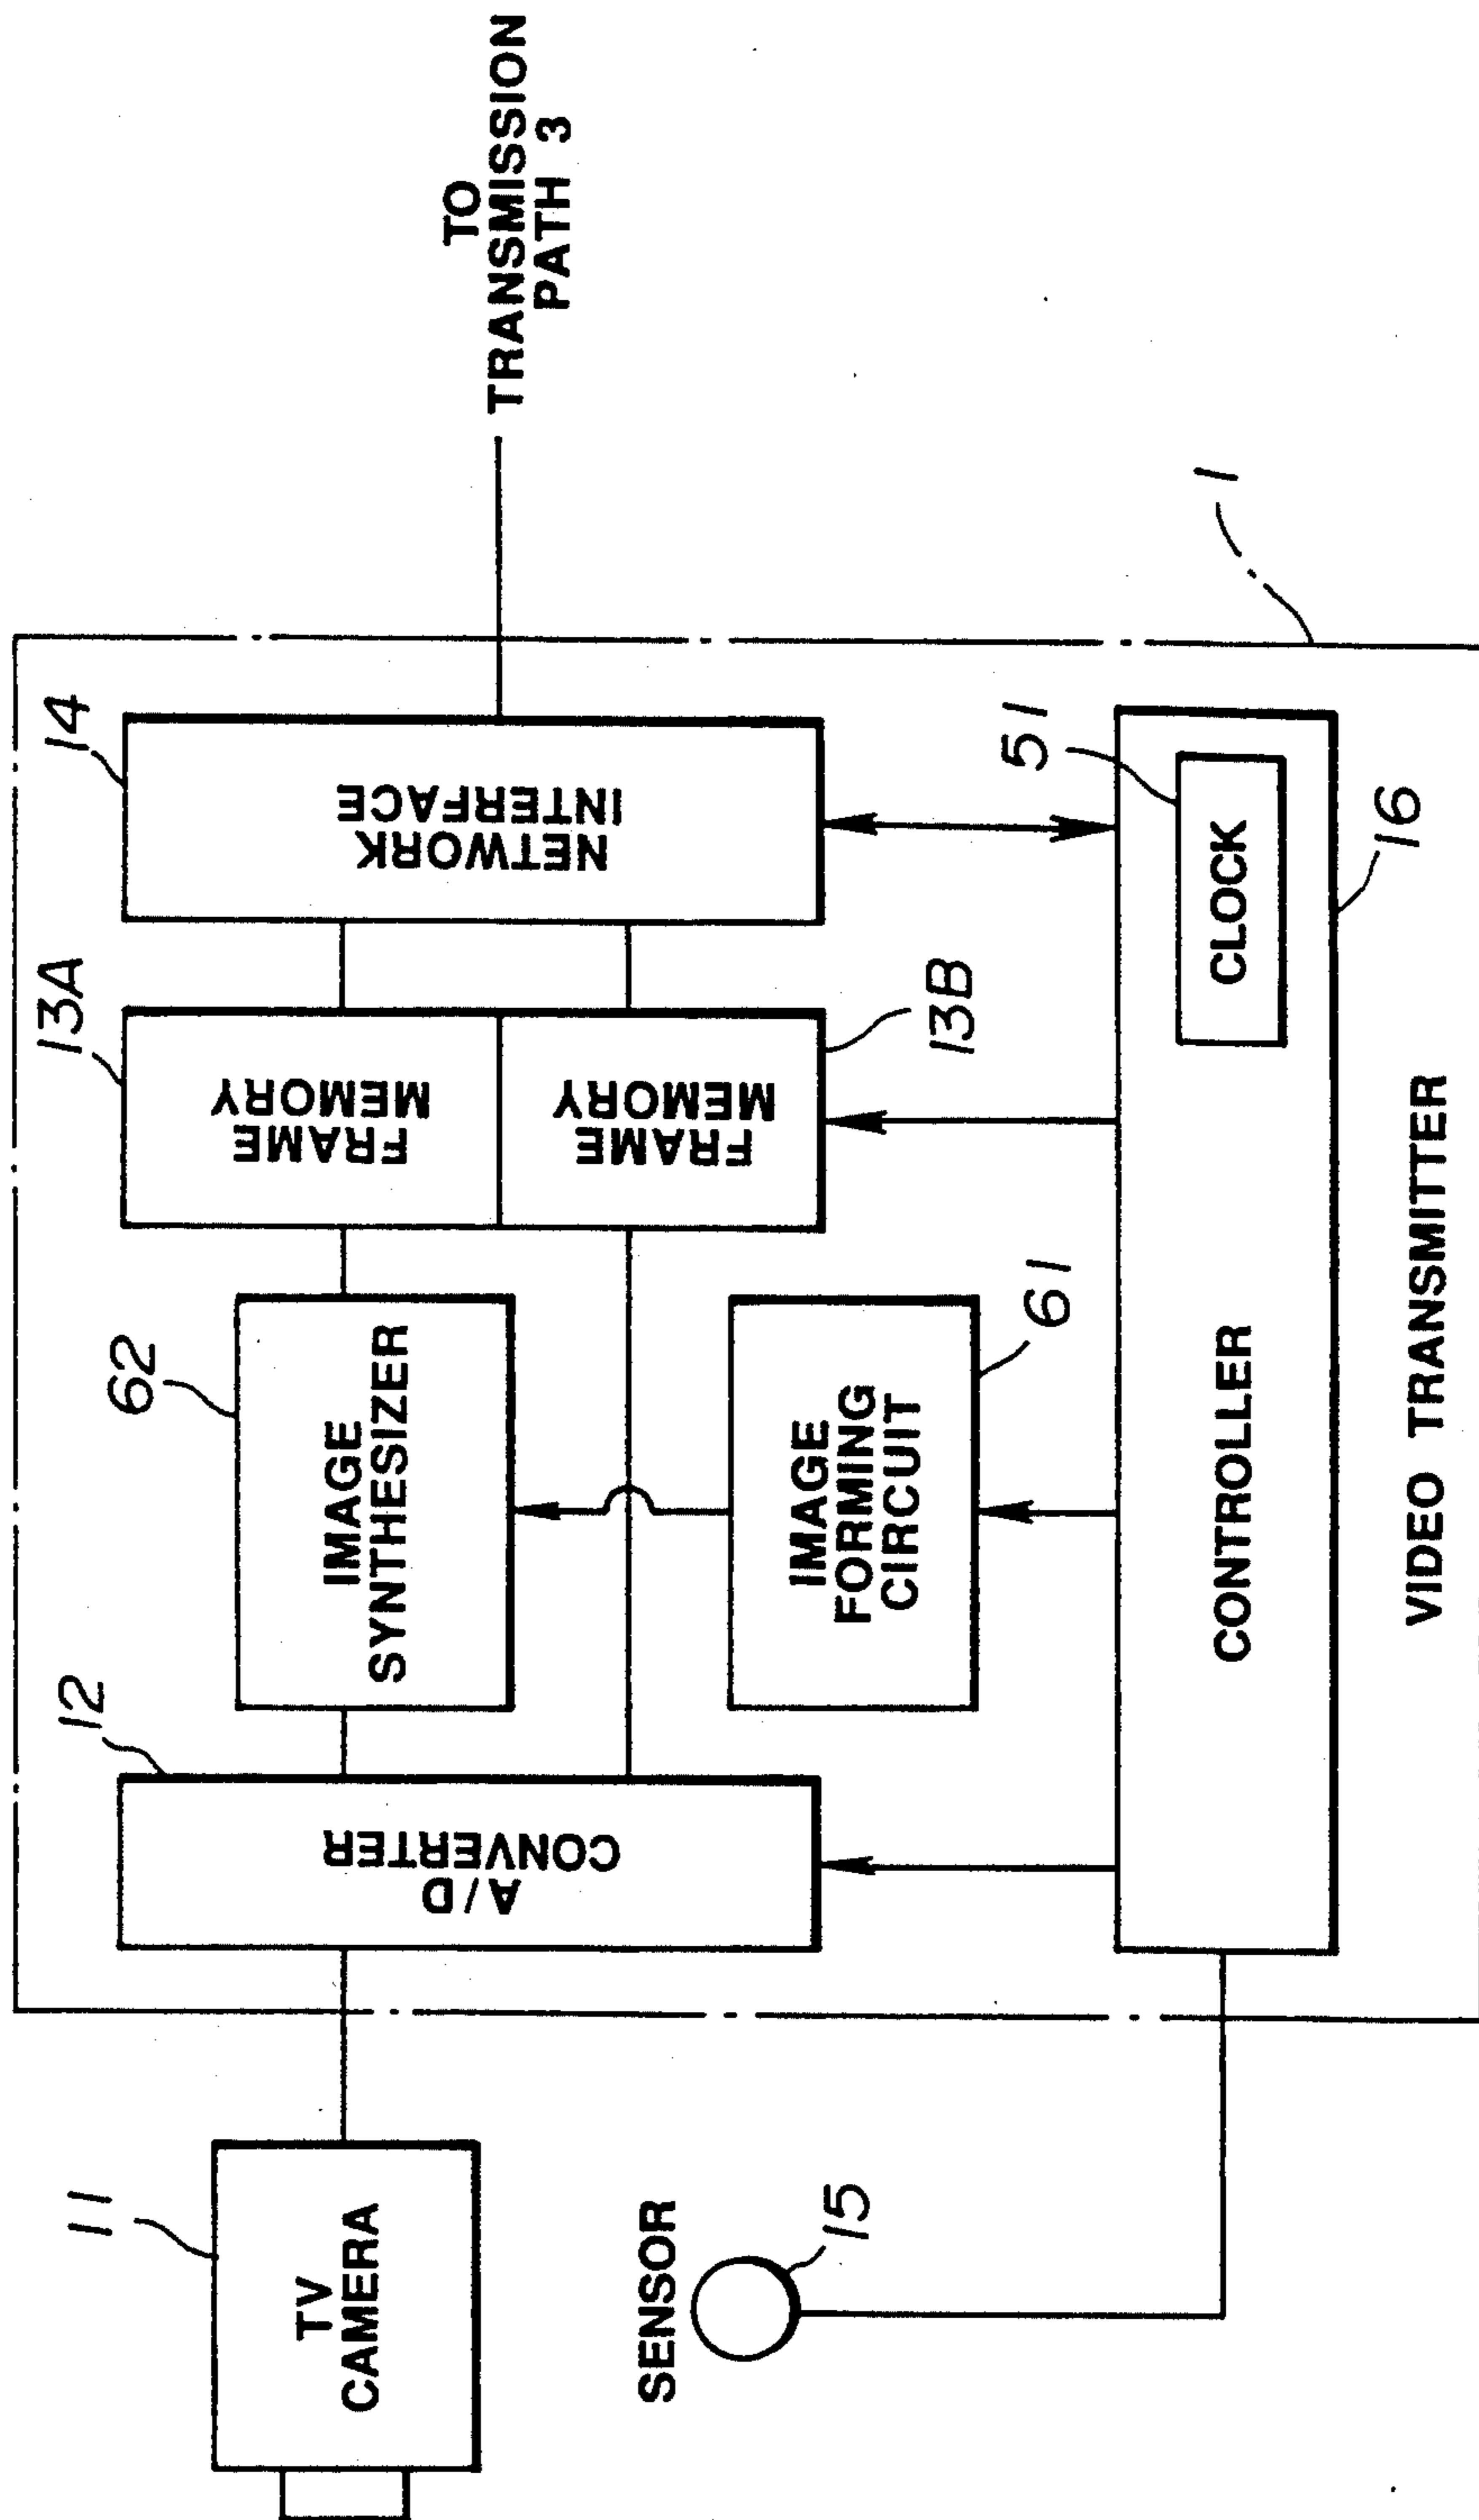 11
TV
CAMERA
SENSOR
15
12
A/D
CONVERTER
62
IMAGE
SYNTHESIZER
IMAGE
FORMING
CIRCUIT
61
13A
FRAME
MEMORY
FRAME
MEMORY
13B
14
NETWORK
INTERFACE
TO
TRANSMISSION
PATH 3
1
51
CLOCK
16
CONTROLLER
VIDEO TRANSMITTER